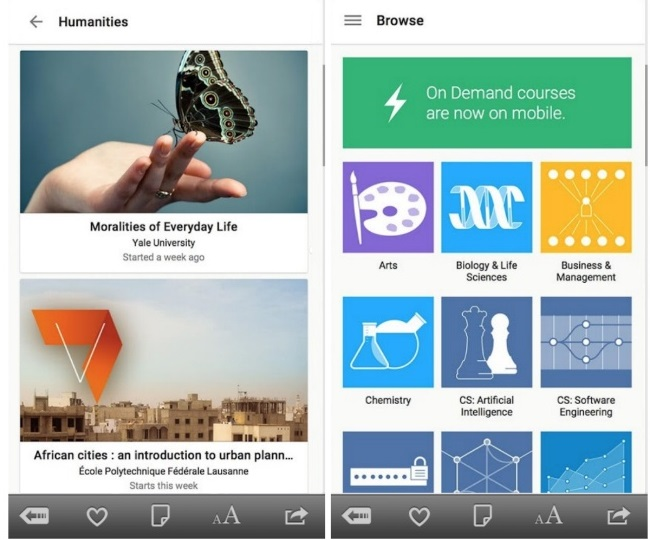 Humanities
Moralities of Everyday Life
Yale University
Started a week ago
African cities : an introduction to urban plann...
École Polytechnique Fédérale Lausanne
Starts this week
AA
Browse
On Demand courses
are now on mobile.
Arts
Biology & Life
Sciences
Business &
Management
Chemistry
CS: Artificial
Intelligence
CS: Software
Engineering
AA